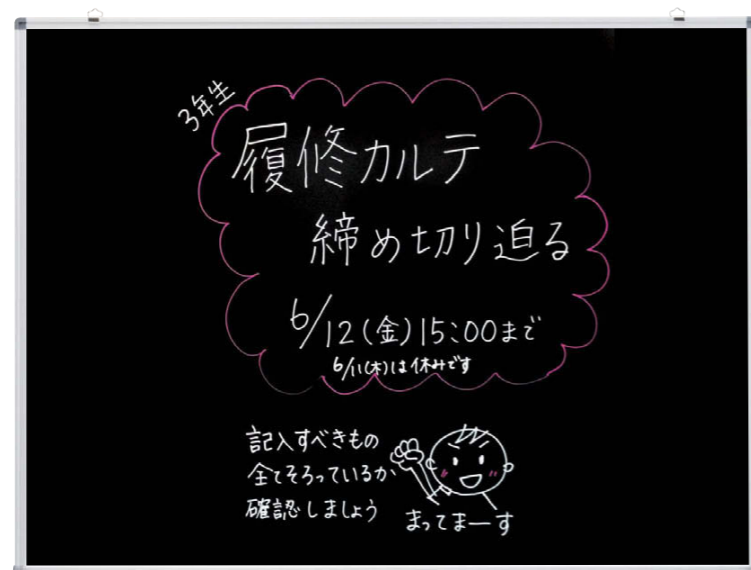 3年生
履修カルテ
締め切り迫る
6/12(金)15:00まで
6/11(木)は休みです
記入すべきもの
全てそろっているか
確認しましょう
まってまーす